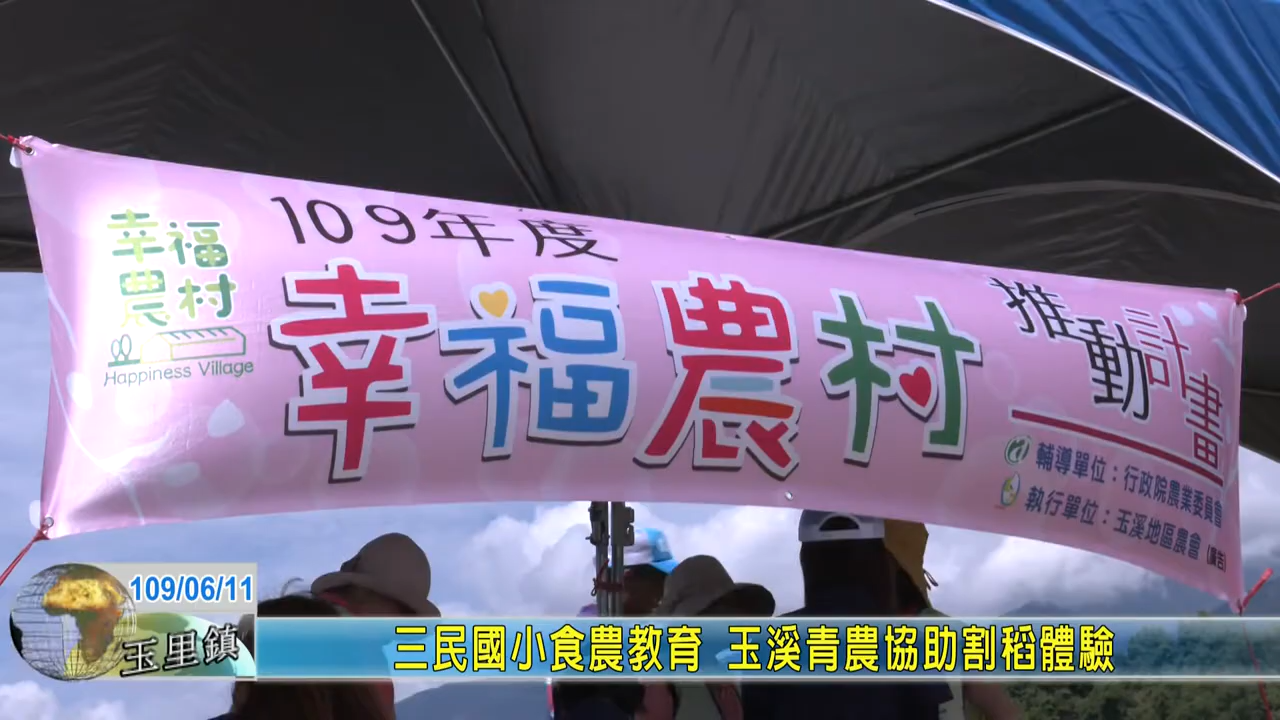 幸福
農村
Happiness Village
109年度
幸福農村
推動計畫
輔導單位：行政院農業委員會
執行單位：玉溪地區農會（廣告）
109/06/11
玉里鎮
三民國小食農教育 玉溪青農協助割稻體驗